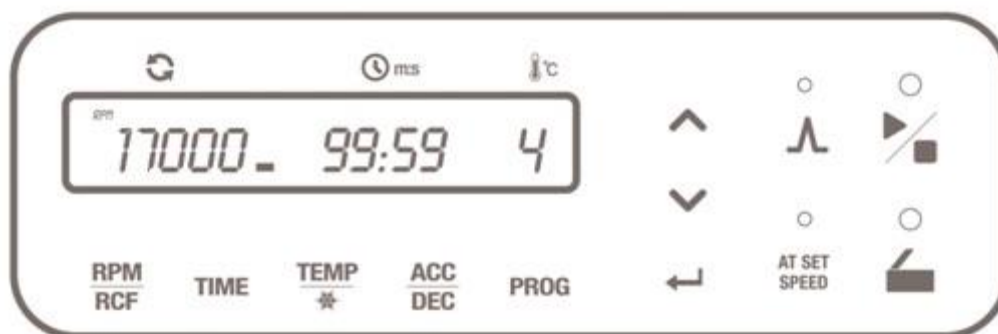 m:s °C
RPM
17000 99:59 4
RPM
RCF
TIME
TEMP
ACC
DEC
PROG
AT SET
SPEED